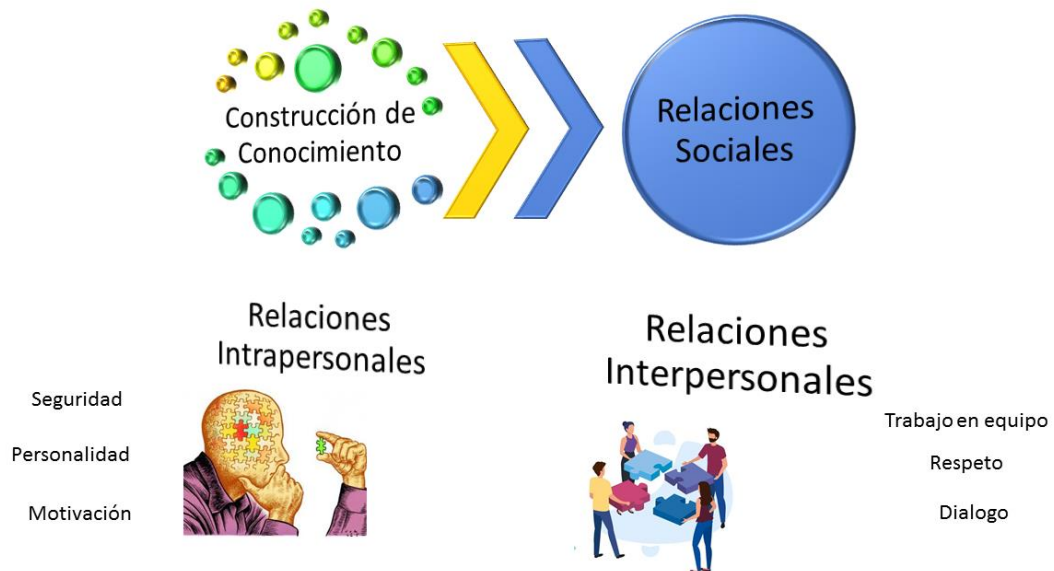 Construcción de
Conocimiento
Relaciones
Sociales
Relaciones
Intrapersonales
Seguridad
Personalidad
Motivación
Relaciones
Interpersonales
Trabajo en equipo
Respeto
Dialogo